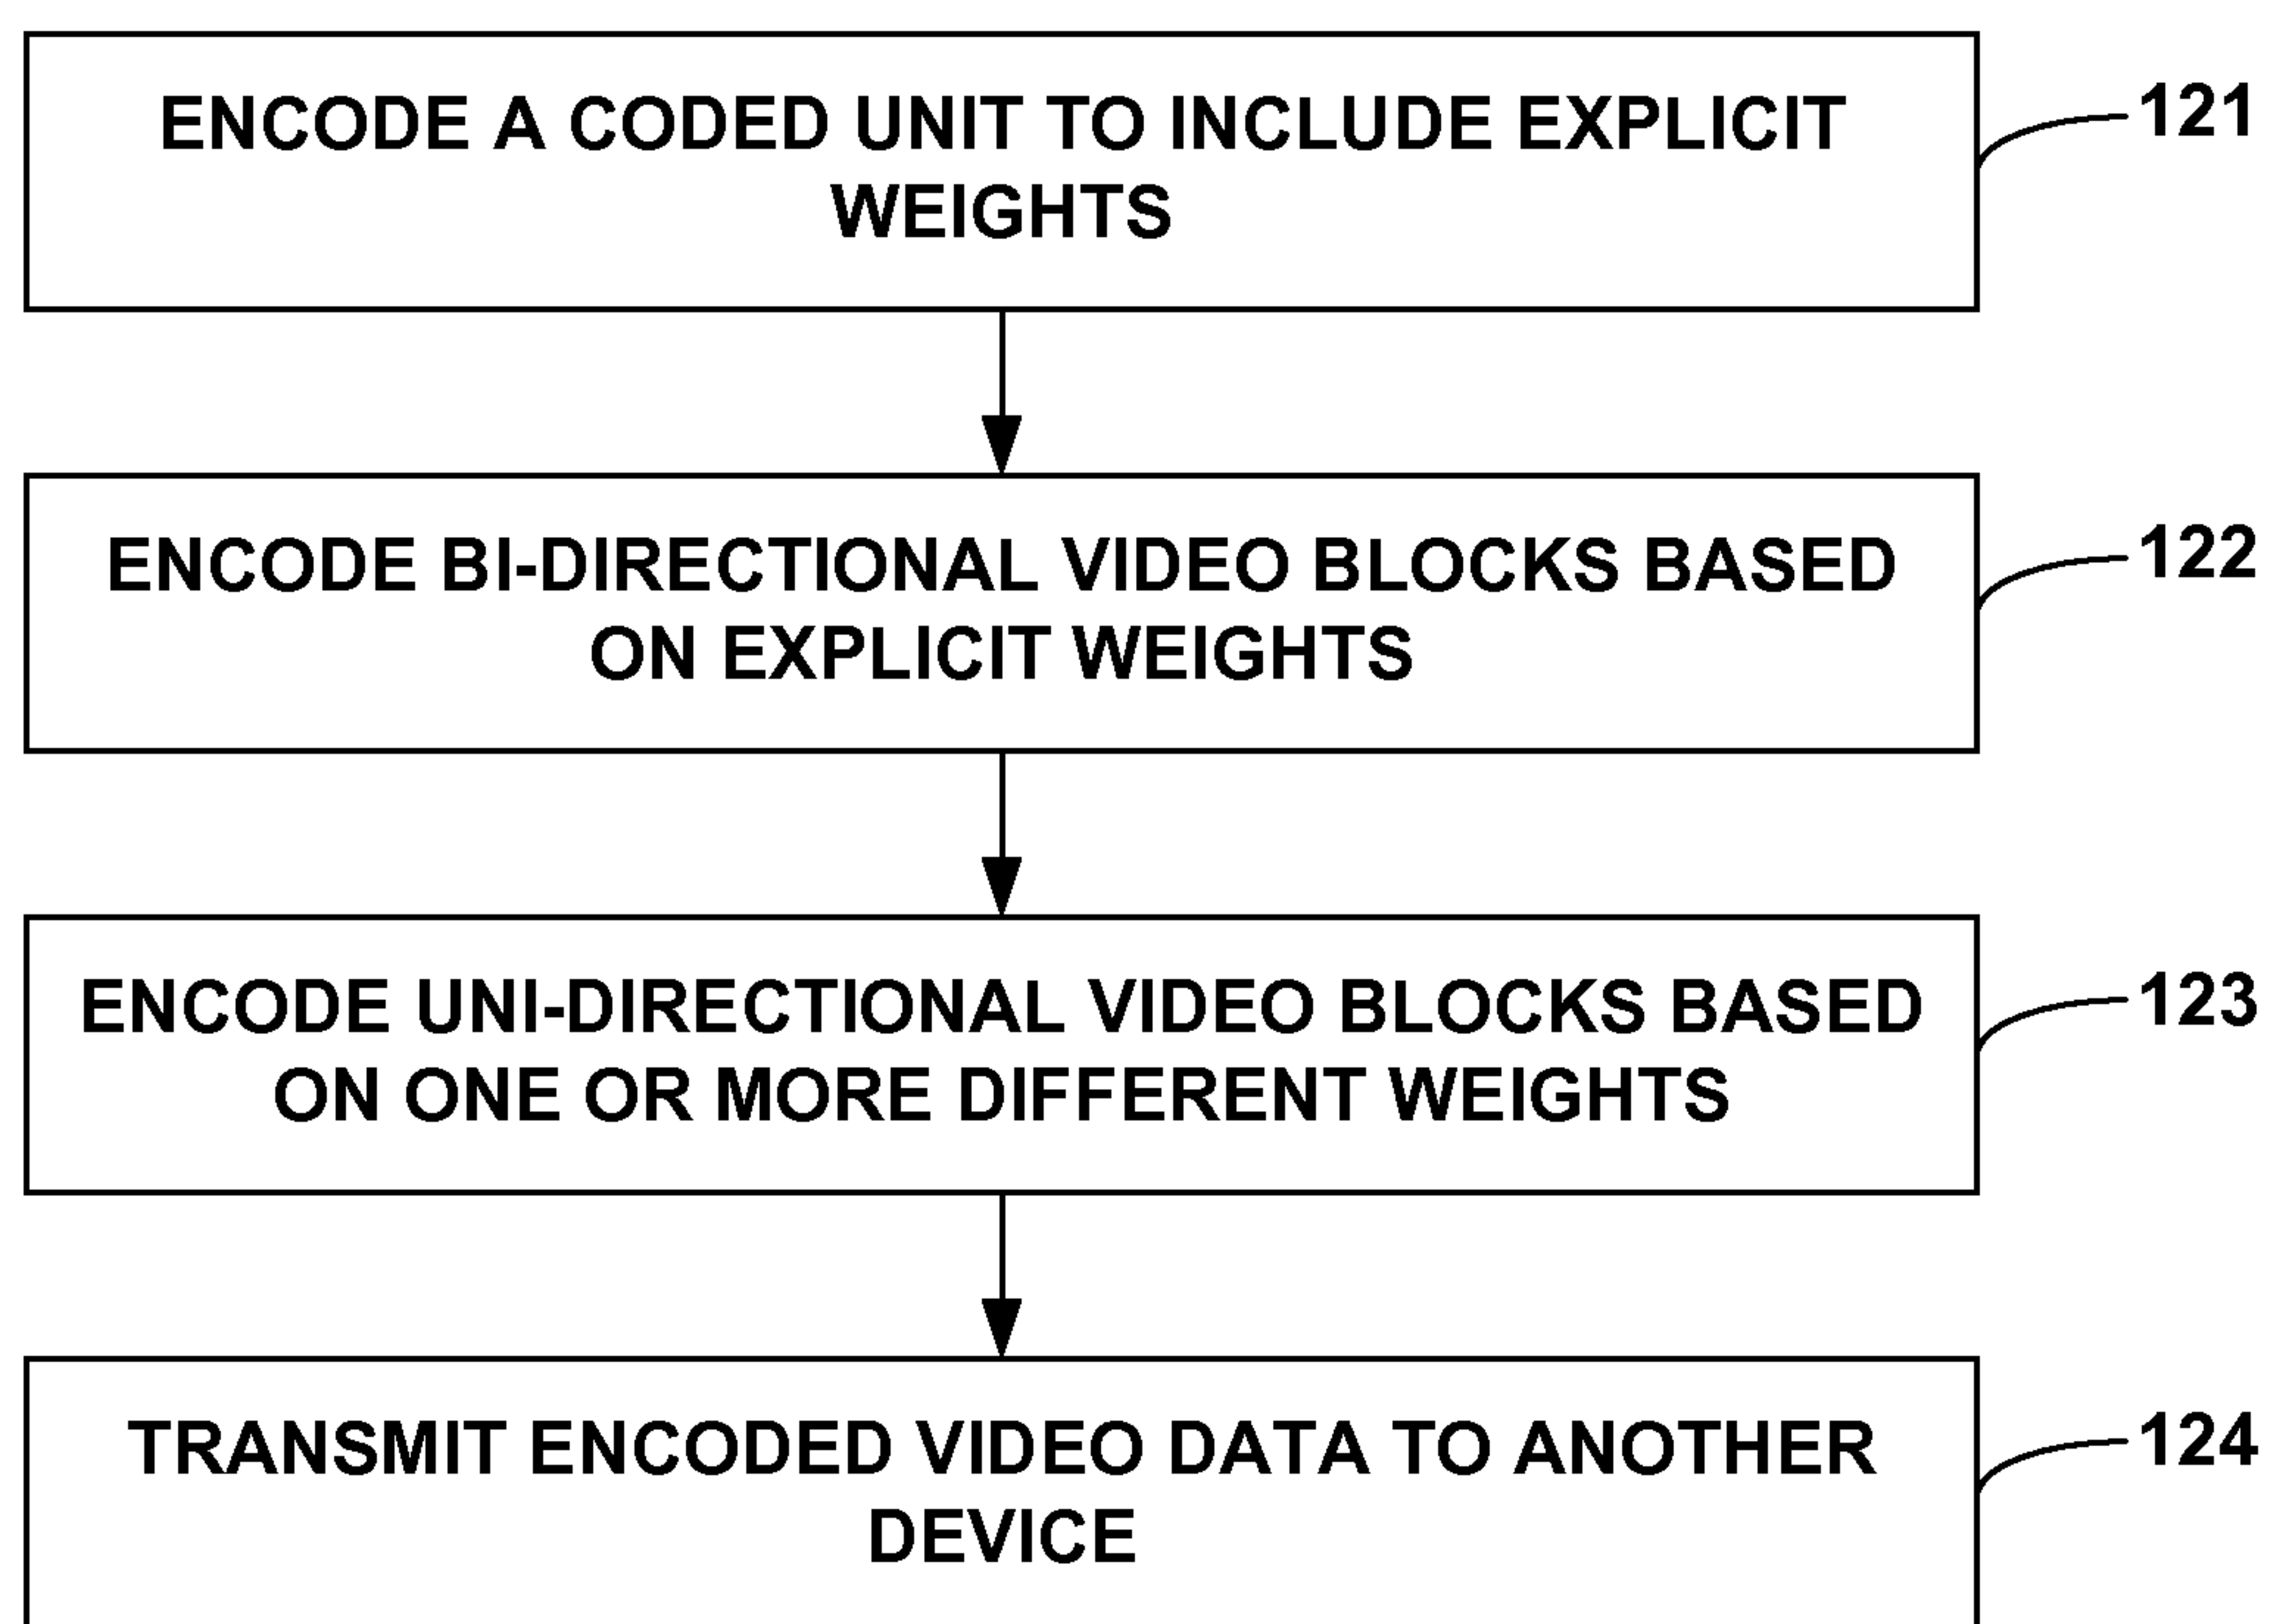 ENCODE A CODED UNIT TO INCLUDE EXPLICIT
WEIGHTS
121
ENCODE BI-DIRECTIONAL VIDEO BLOCKS BASED
ON EXPLICIT WEIGHTS
122
ENCODE UNI-DIRECTIONAL VIDEO BLOCKS BASED
ON ONE OR MORE DIFFERENT WEIGHTS
123
TRANSMIT ENCODED VIDEO DATA TO ANOTHER
DEVICE
124